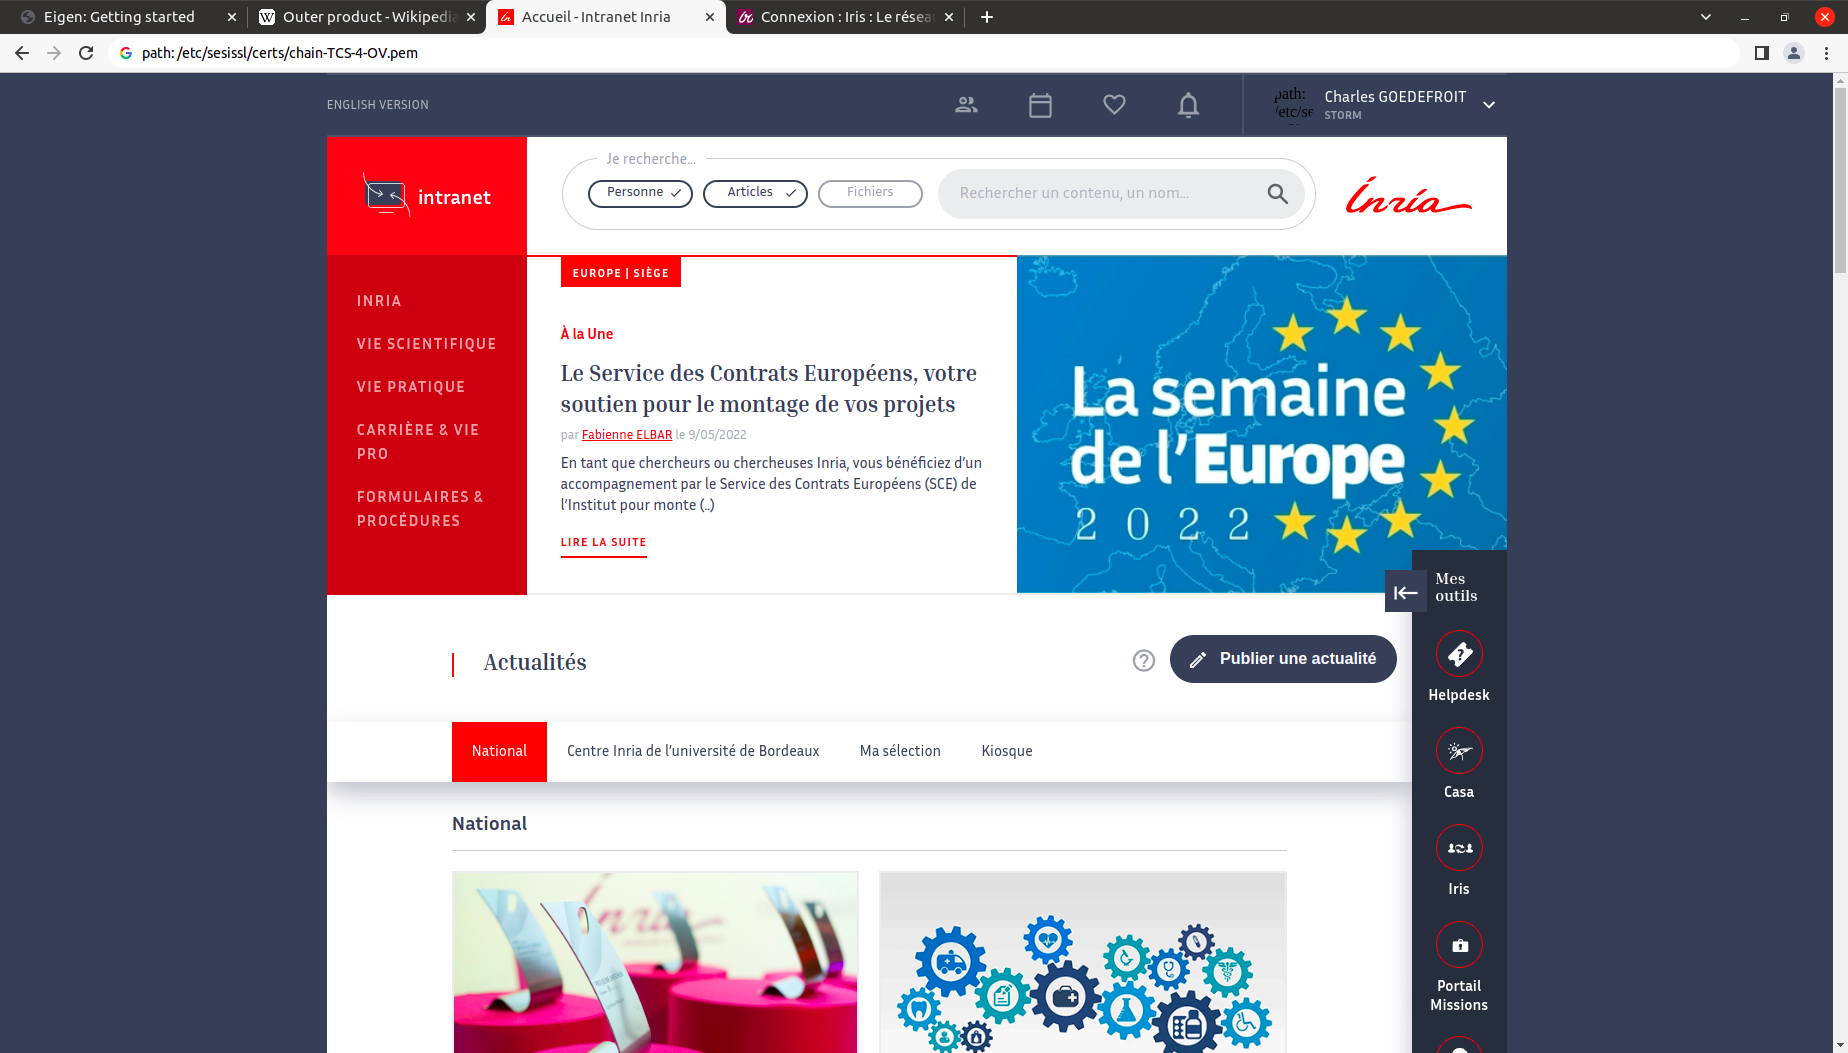 Eigen: Getting started
Outer product - Wikipedia
Accueil - Intranet Inria
Connexion : Iris : Le résea
path: /etc/sesissl/certs/chain-TCS-4-OV.pem
ENGLISH VERSION
path:
/etc/se
Charles GOEDEFROIT
STORM
intranet
Je recherche...
Personne
Articles
Fichiers
Rechercher un contenu, un nom...
Inría
INRIA
VIE SCIENTIFIQUE
VIE PRATIQUE
CARRIÈRE & VIE
PRO
FORMULAIRES &
PROCÉDURES
EUROPE | SIÈGE
À la Une
Le Service des Contrats Européens, votre
soutien pour le montage de vos projets
par Fabienne ELBAR le 9/05/2022
En tant que chercheurs ou chercheuses Inria, vous bénéficiez d’un
accompagnement par le Service des Contrats Européens (SCE) de
l’Institut pour monte (..)
LIRE LA SUITE
La semaine
de l’Europe
2022
Mes
outils
Helpdesk
Casa
Iris
Portail
Missions
Actualités
Publier une actualité
National
Centre Inria de l’université de Bordeaux
Ma sélection
Kiosque
National